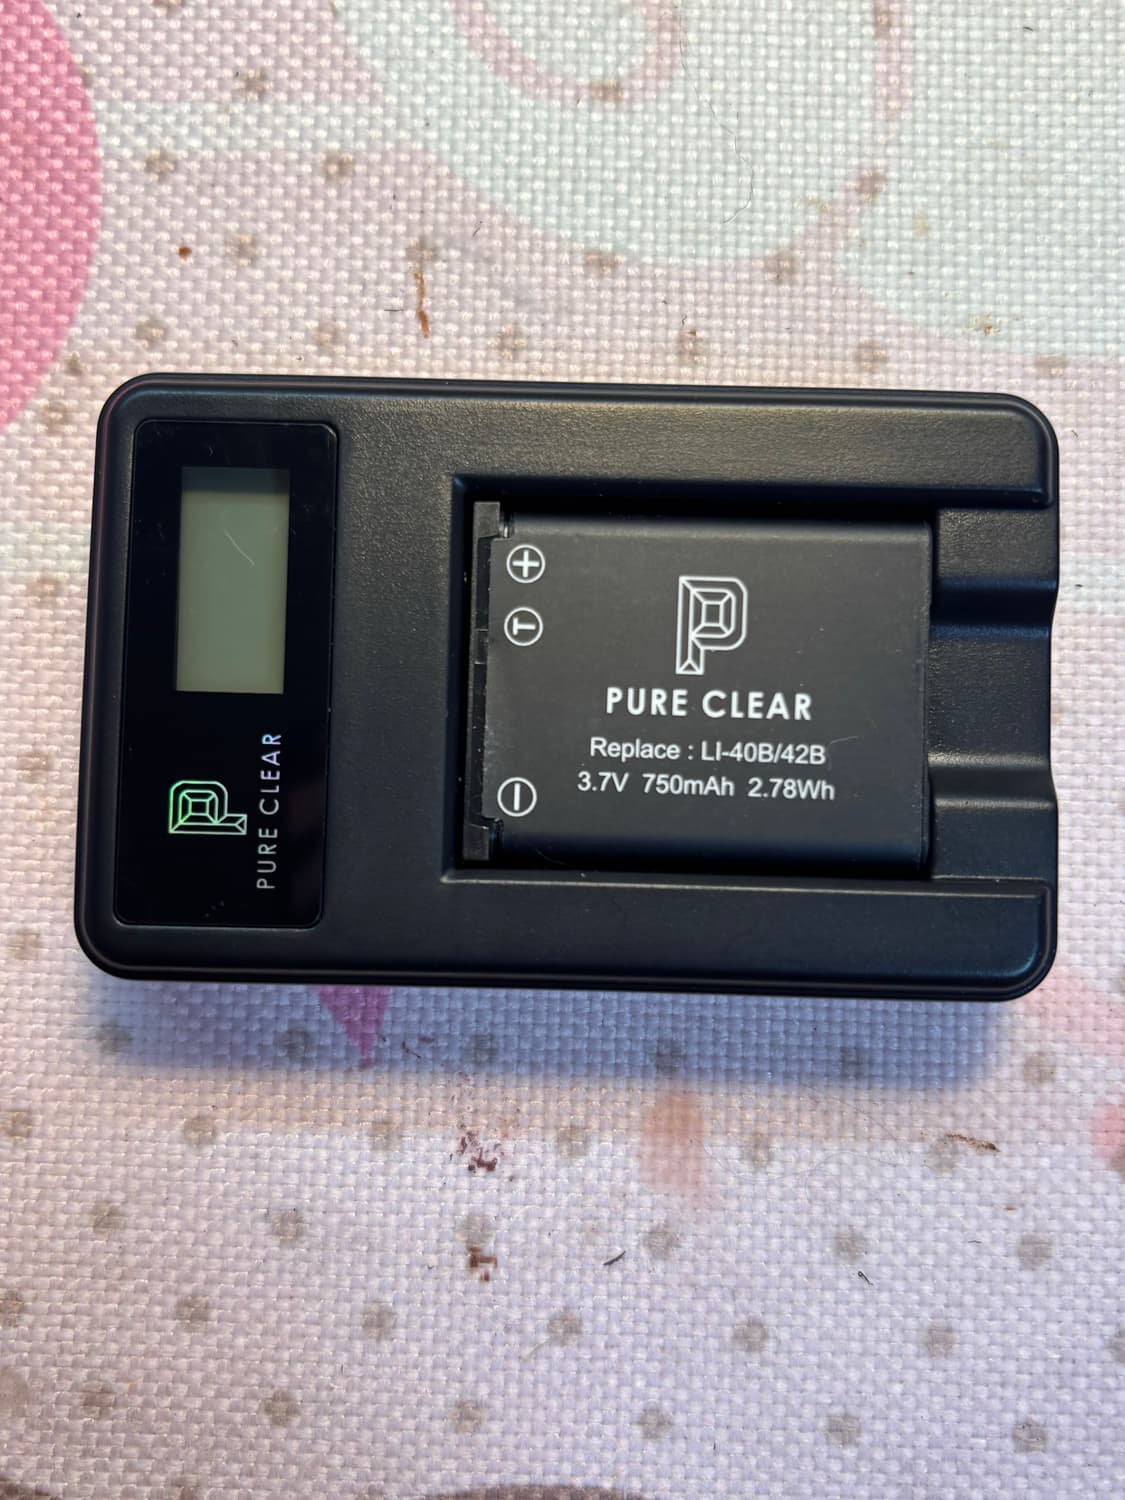 PURE CLEAR
+
T
PURE CLEAR
Replace : LI-40B/42B
3.7V 750mAh 2.78Wh
−